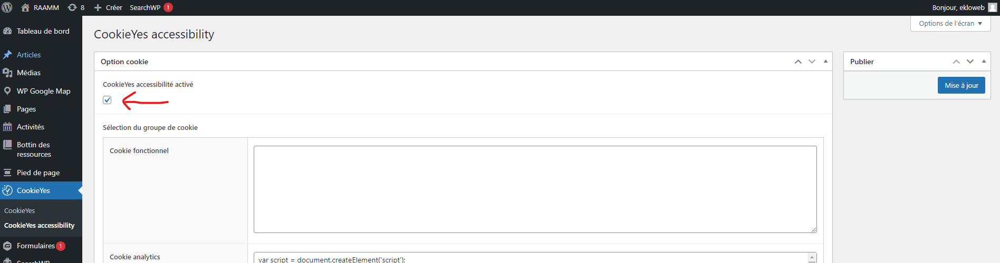 RAAMM 8 Créer SearchWP 1 Bonjour, ekloweb
Options de l'écran
Tableau de bord
Articles
Médias
WP Google Map
Pages
Activités
Bottin des
ressources
Pied de page
CookieYes
CookieYes
CookieYes accessibility
Formulaires 1
SearchWP
CookieYes accessibility
Option cookie
CookieYes accessibilité activé
Sélection du groupe de cookie
Cookie fonctionnel
Cookie analytics
var script = document.createElement('script');
Publier
Mise à jour